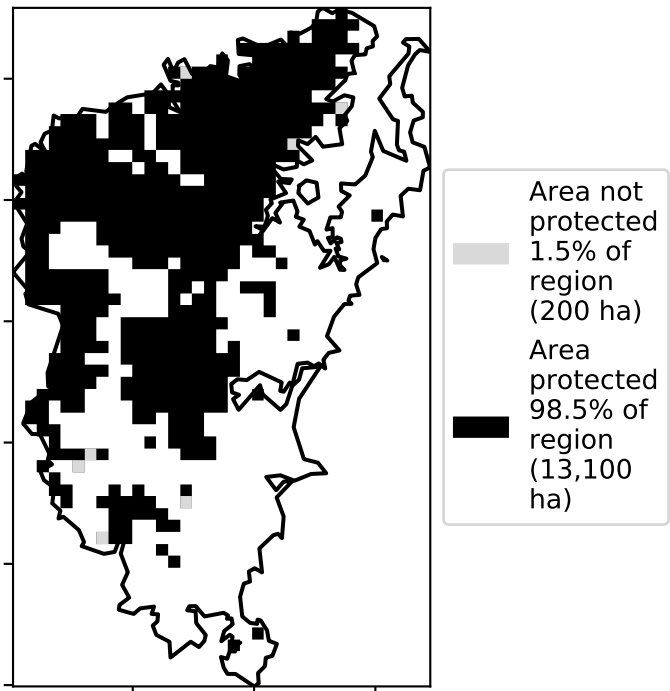 Area not
protected
1.5% of
region
(200 ha)
Area
protected
98.5% of
region
(13,100
ha)